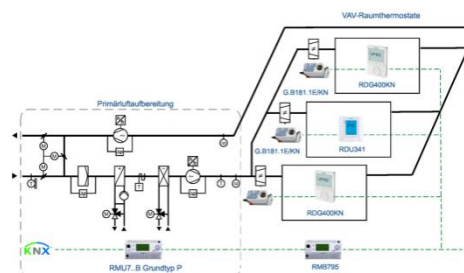 VAV-Raumthermostate
RDG400KN
G.B181.1E/KN
Primärluftaufbereitung
RDU341
G.B181.1E/KN
RDG400KN
KNX
RMU7..B Grundtyp P
RMB795